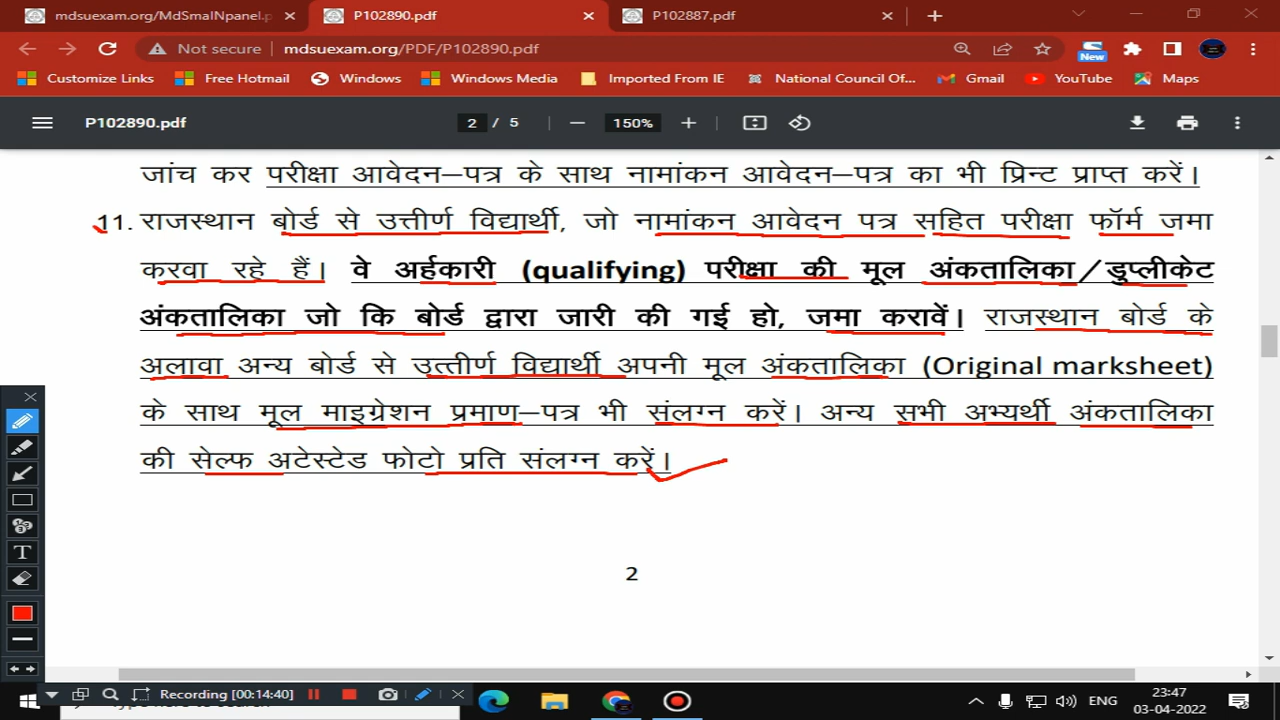 mdsuexam.org/MdSmaINpanel.p
P102890.pdf
P102887.pdf
Not secure
mdsuexam.org/PDF/P102890.pdf
New
Customize Links
Free Hotmail
Windows
Windows Media
Imported From IE
National Council Of...
Gmail
YouTube
Maps
P102890.pdf
2 / 5
150%
जांच कर परीक्षा आवेदन–पत्र के साथ नामांकन आवेदन–पत्र का भी प्रिन्ट प्राप्त करें।
11. राजस्थान बोर्ड से उत्तीर्ण विद्यार्थी, जो नामांकन आवेदन पत्र सहित परीक्षा फॉर्म जमा
करवा रहे हैं। वे अर्हकारी (qualifying) परीक्षा की मूल अंकतालिका/डुप्लीकेट
अंकतालिका जो कि बोर्ड द्वारा जारी की गई हो, जमा करावें। राजस्थान बोर्ड के
अलावा अन्य बोर्ड से उत्तीर्ण विद्यार्थी अपनी मूल अंकतालिका (Original marksheet)
के साथ मूल माइग्रेशन प्रमाण–पत्र भी संलग्न करें। अन्य सभी अभ्यर्थी अंकतालिका
की सेल्फ अटेस्टेड फोटो प्रति संलग्न करें।
2
T
Recording [00:14:40]
ENG
23:47
03-04-2022